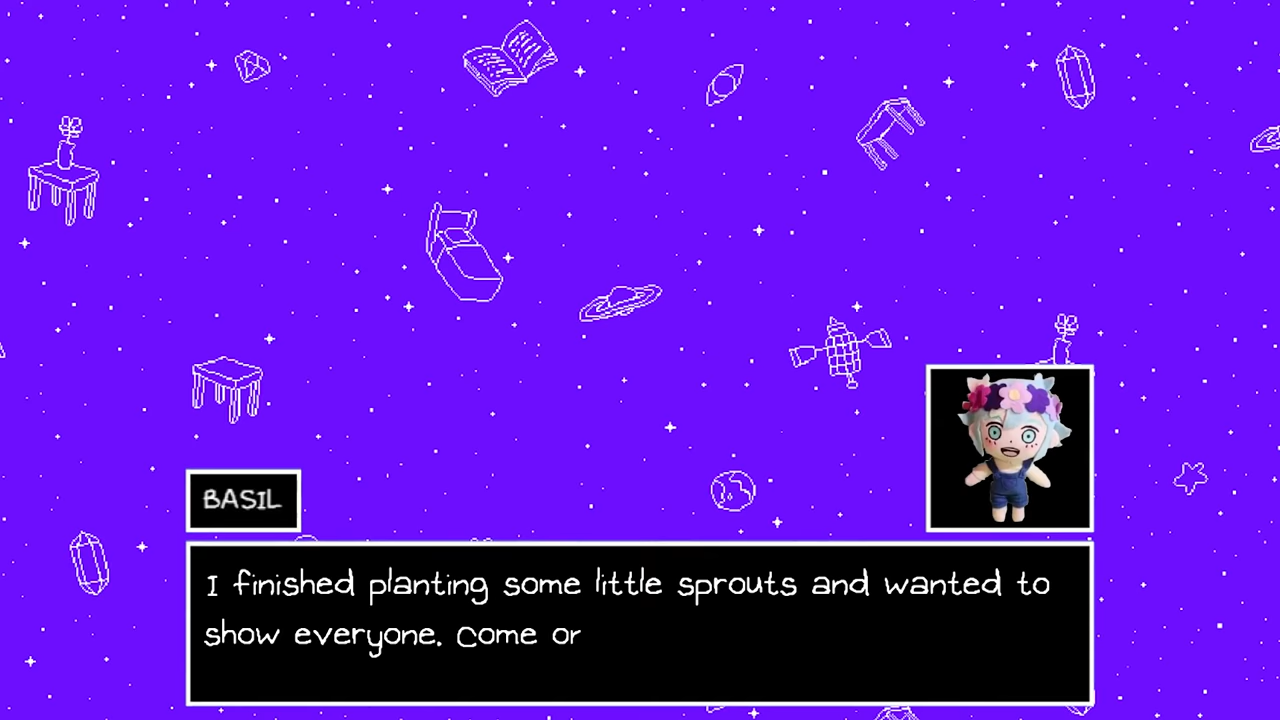 BASIL
I finished planting some little sprouts and wanted to
show everyone. Come or